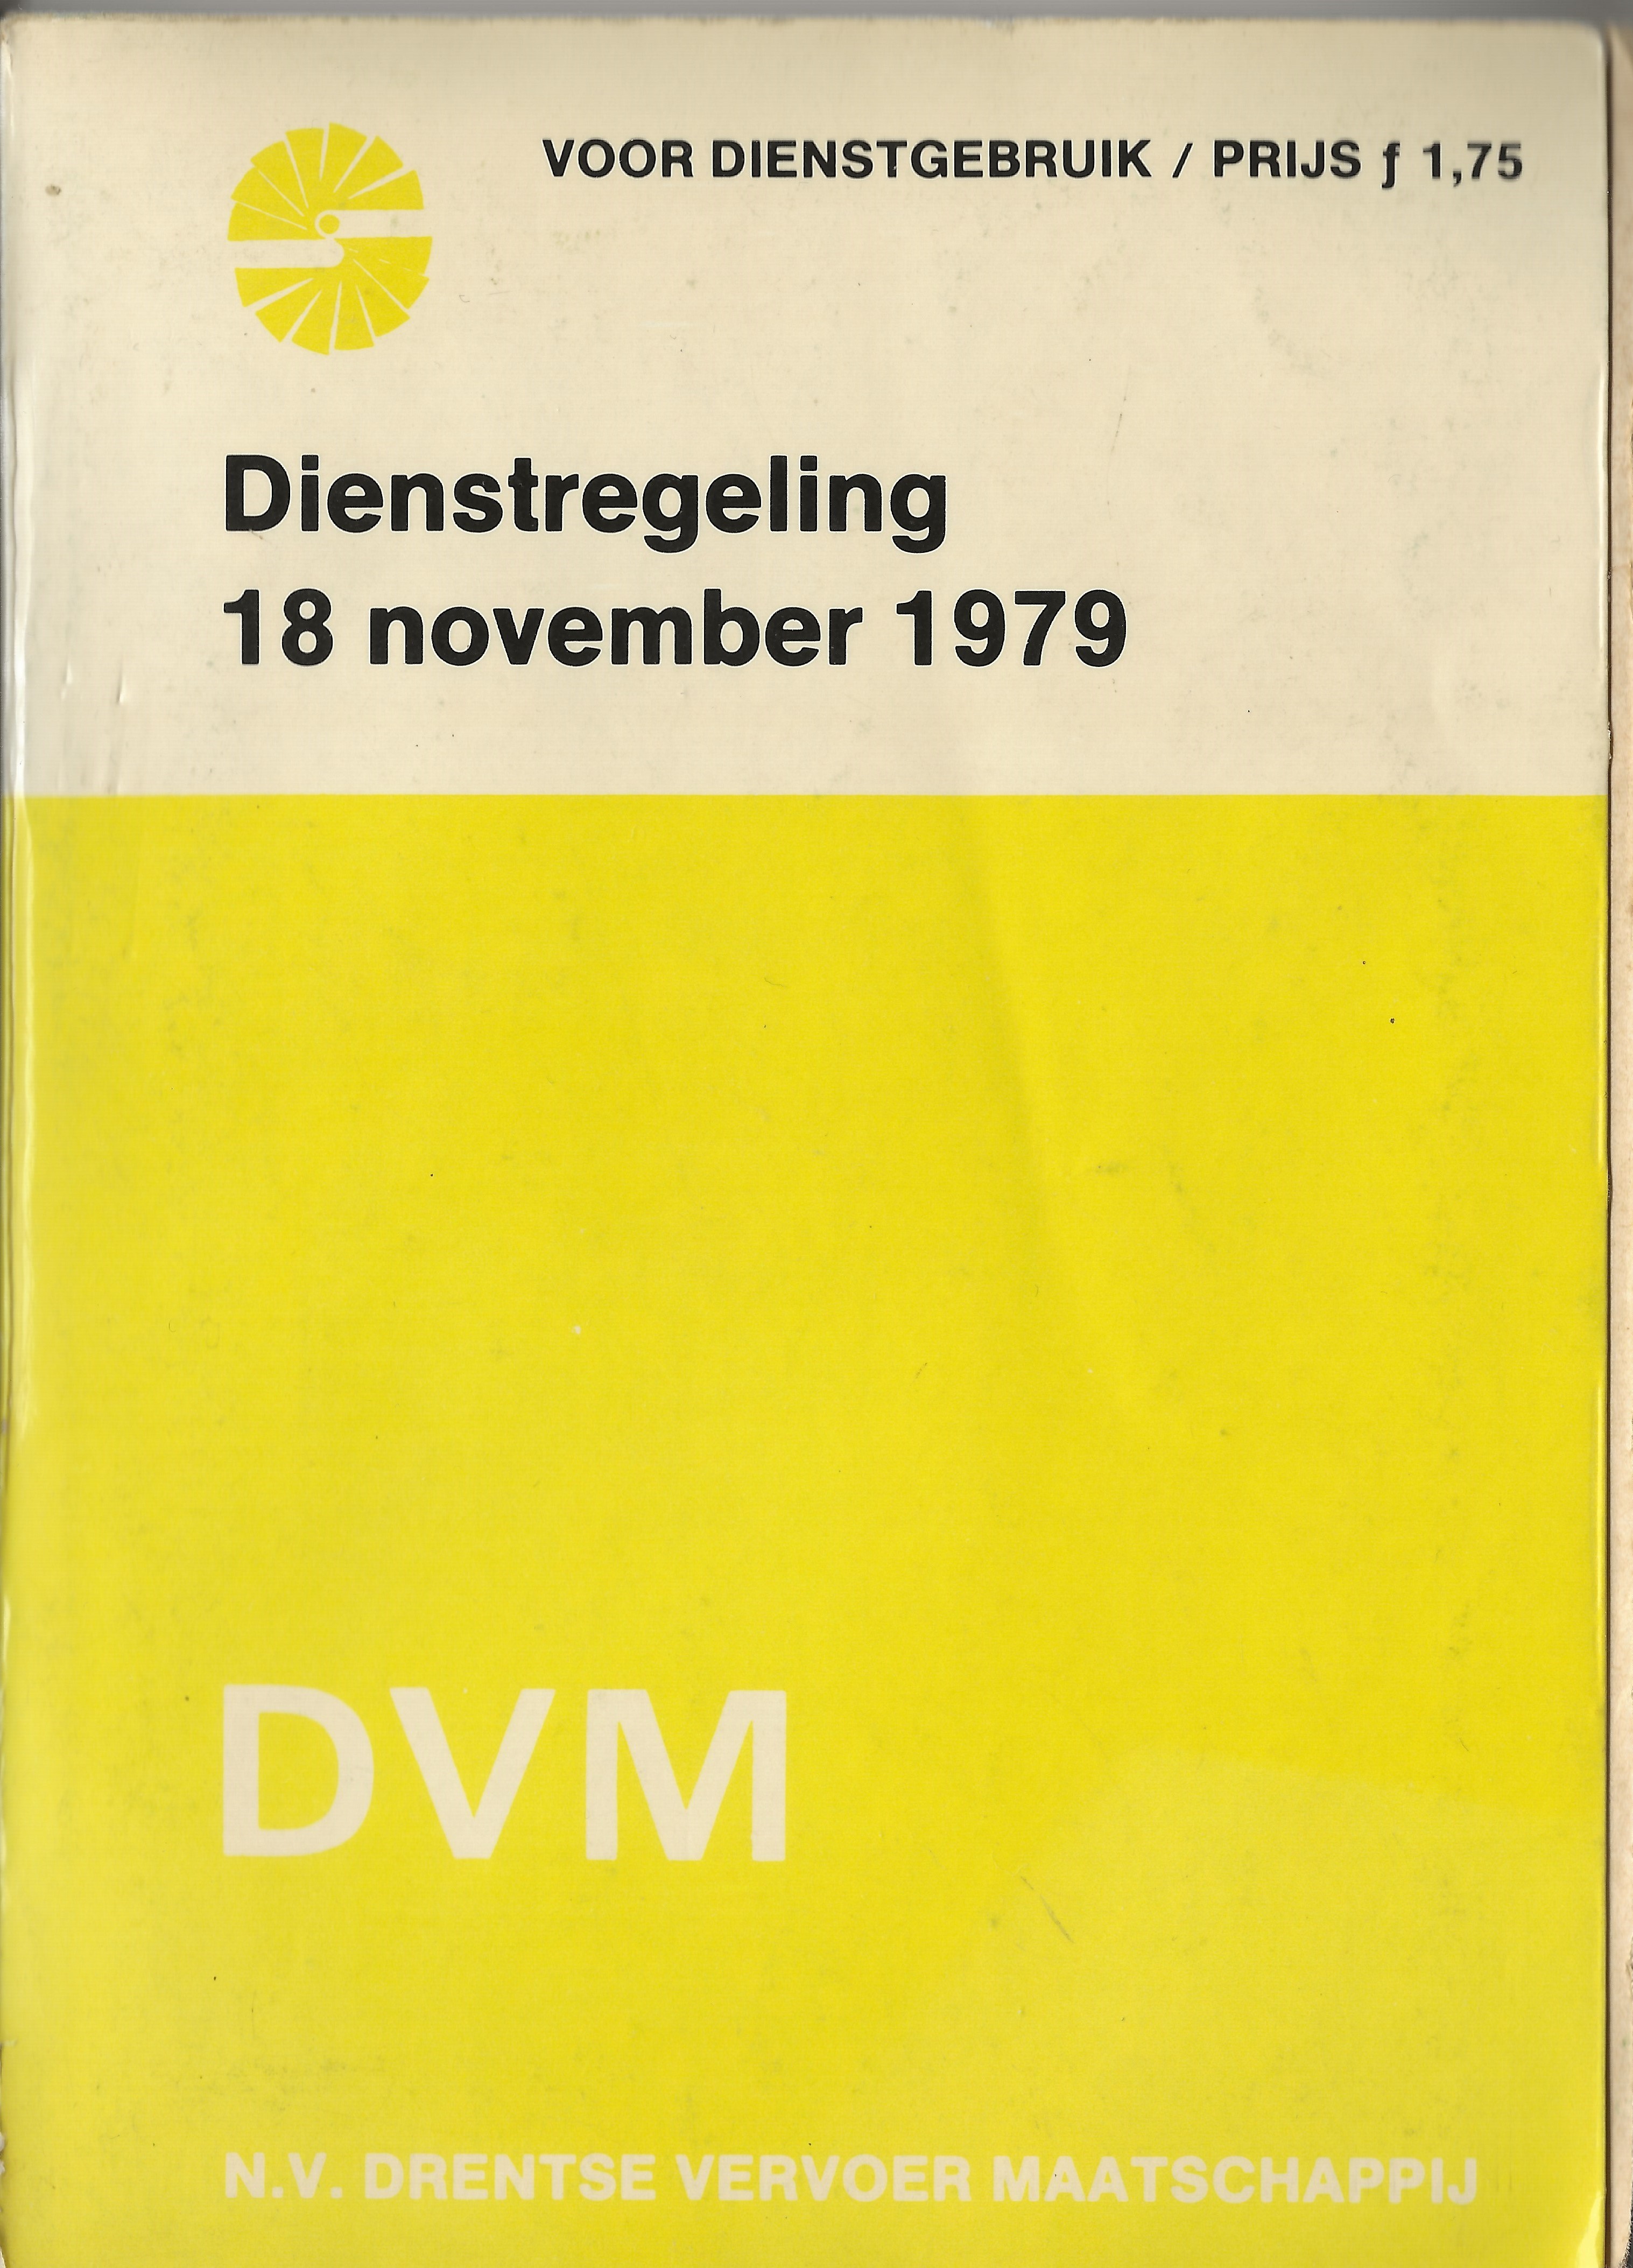 VOOR DIENSTGEBRUIK / PRIJS ƒ 1,75
Dienstregeling
18 november 1979
DVM
N.V. DRENTSE VERVOER MAATSCHAPPIJ